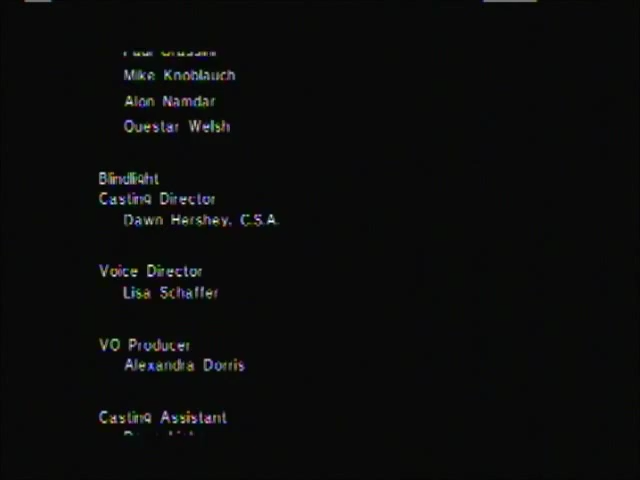 Mike Knoblauch
Alon Namdar
Questar Welsh
Blindlight
Casting Director
Dawn Hershey, C.S.A.
Voice Director
Lisa Schaffer
VO Producer
Alexandra Dorris
Casting Assistant